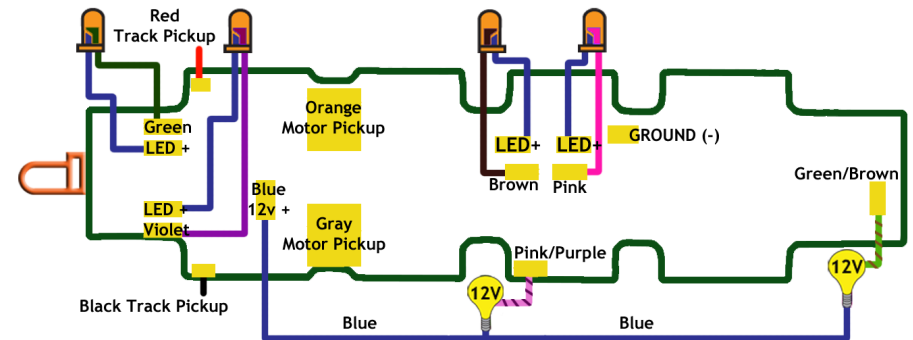 Red
Track Pickup
Orange
Motor Pickup
Green
LED +
LED+
LED+
GROUND (-)
Brown
Pink
Green/Brown
Blue
12v +
LED +
Violet
Gray
Motor Pickup
Pink/Purple
12V
12V
Black Track Pickup
Blue
Blue